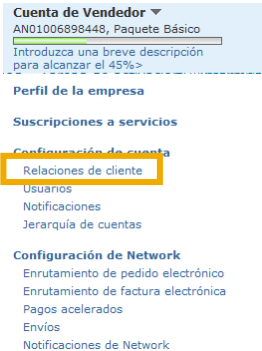 Cuenta de Vendedor
AN01006898448, Paquete Básico
Introduzca una breve descripción
para alcanzar el 45%>
Perfil de la empresa
Suscripciones a servicios
Configuración de cuenta
Relaciones de cliente
Usuarios
Notificaciones
Jerarquía de cuentas
Configuración de Network
Enrutamiento de pedido electrónico
Enrutamiento de factura electrónica
Pagos acelerados
Envíos
Notificaciones de Network